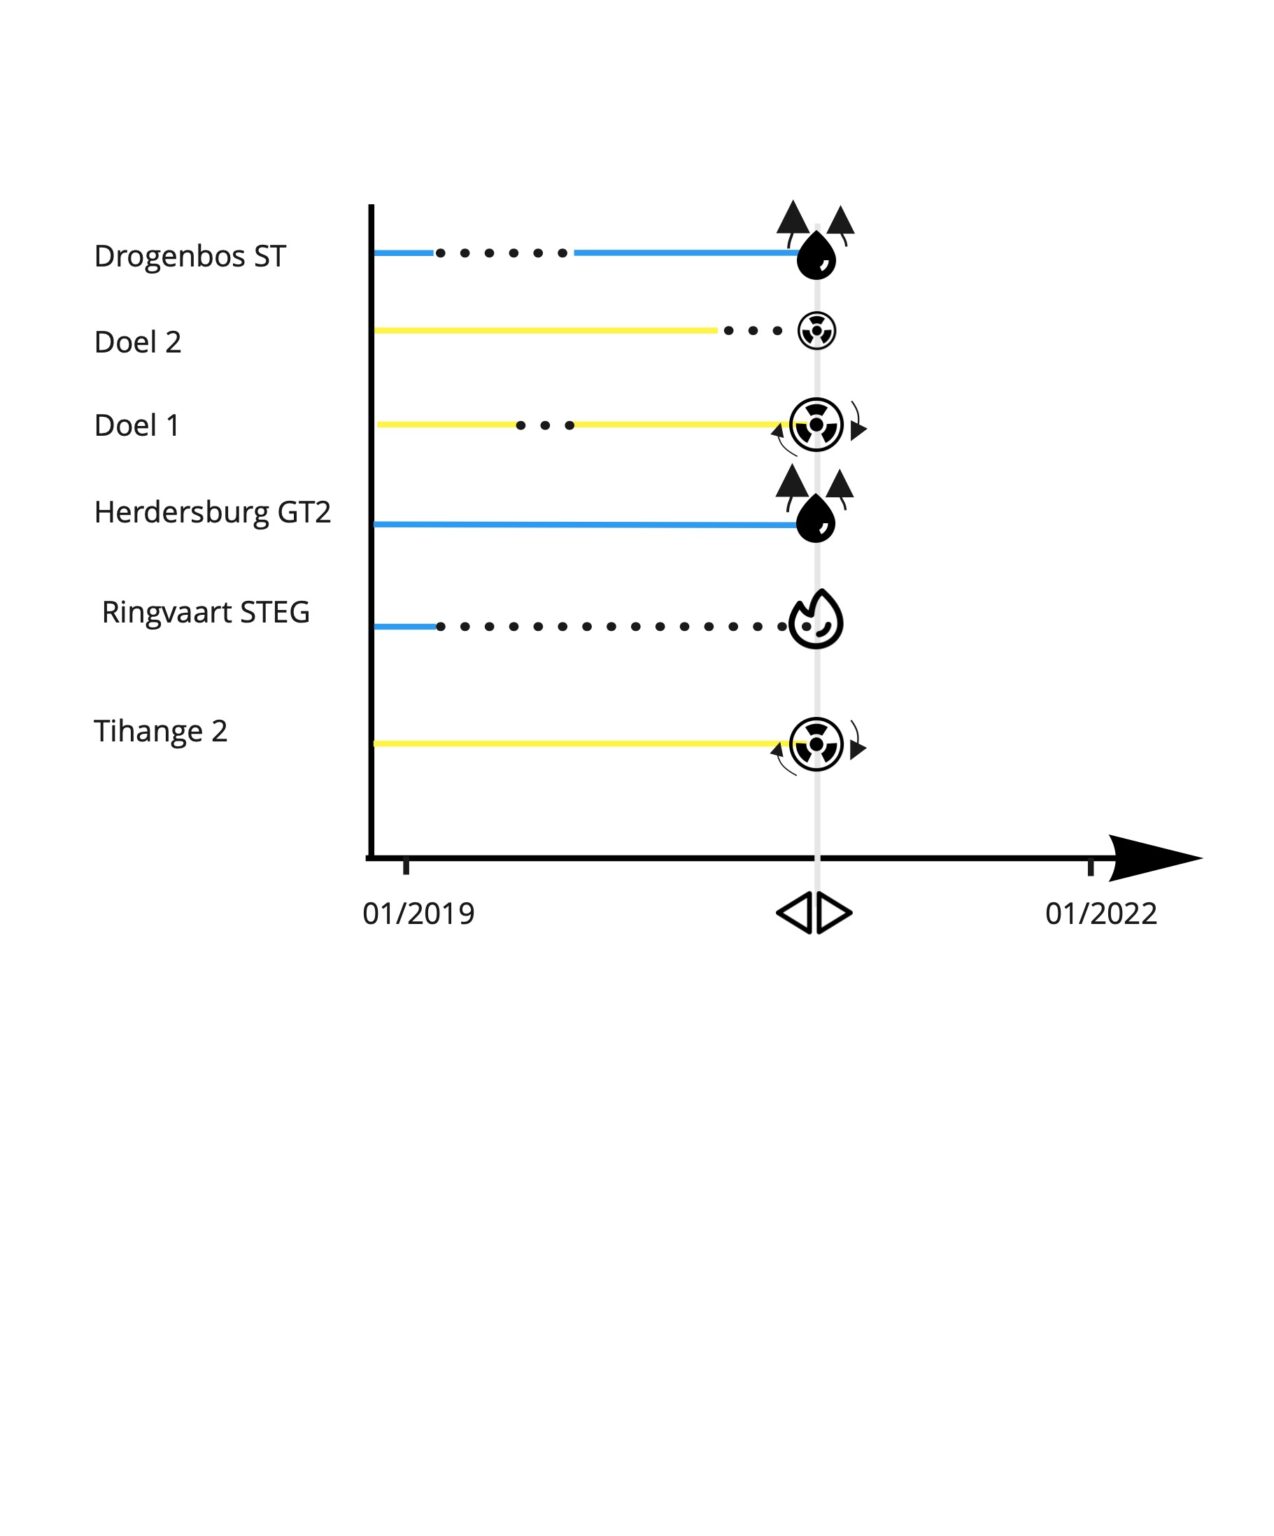 Drogenbos ST
Doel 2
Doel 1
Herdersburg GT2
Ringvaart STEG
Tihange 2
01/2019
01/2022